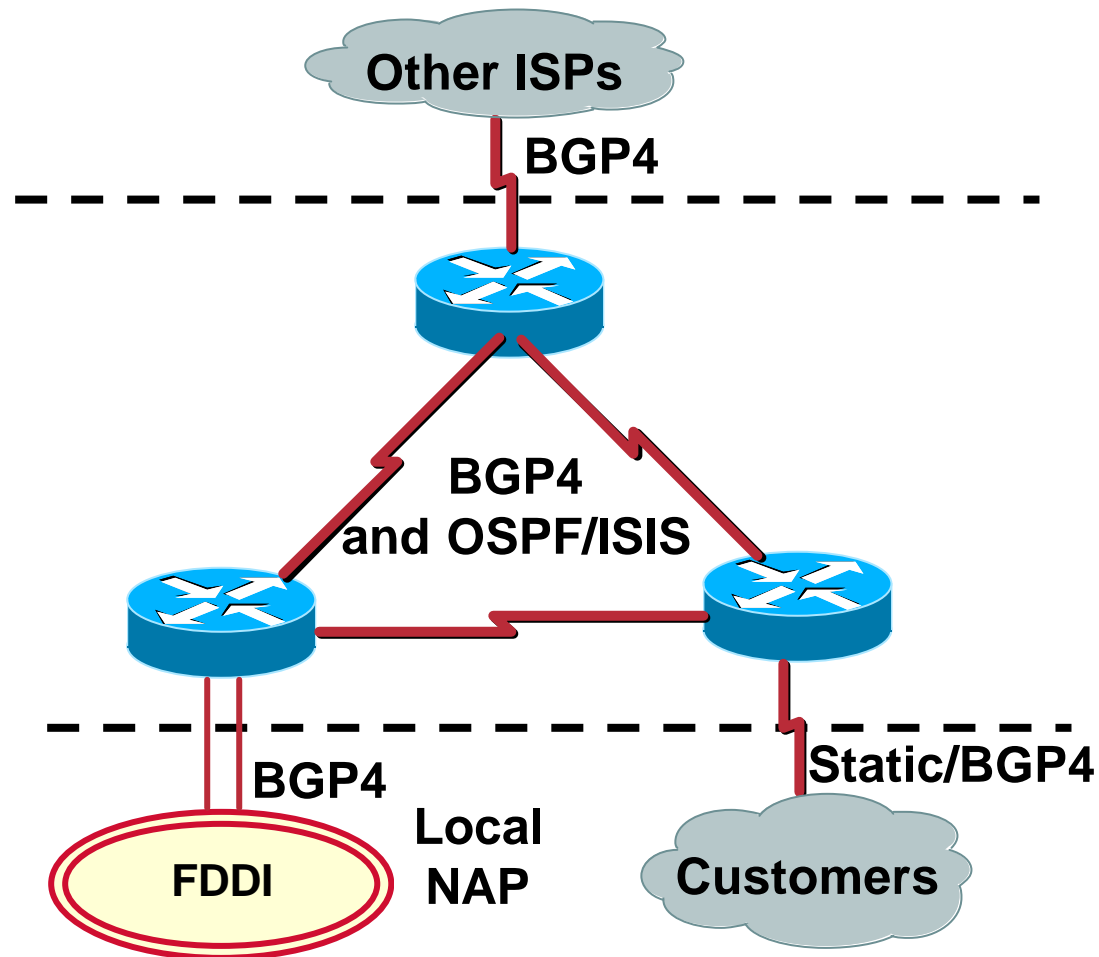 Other ISPs
BGP4
BGP4
and OSPF/ISIS
Static/BGP4
BGP4
Local
NAP
FDDI
Customers